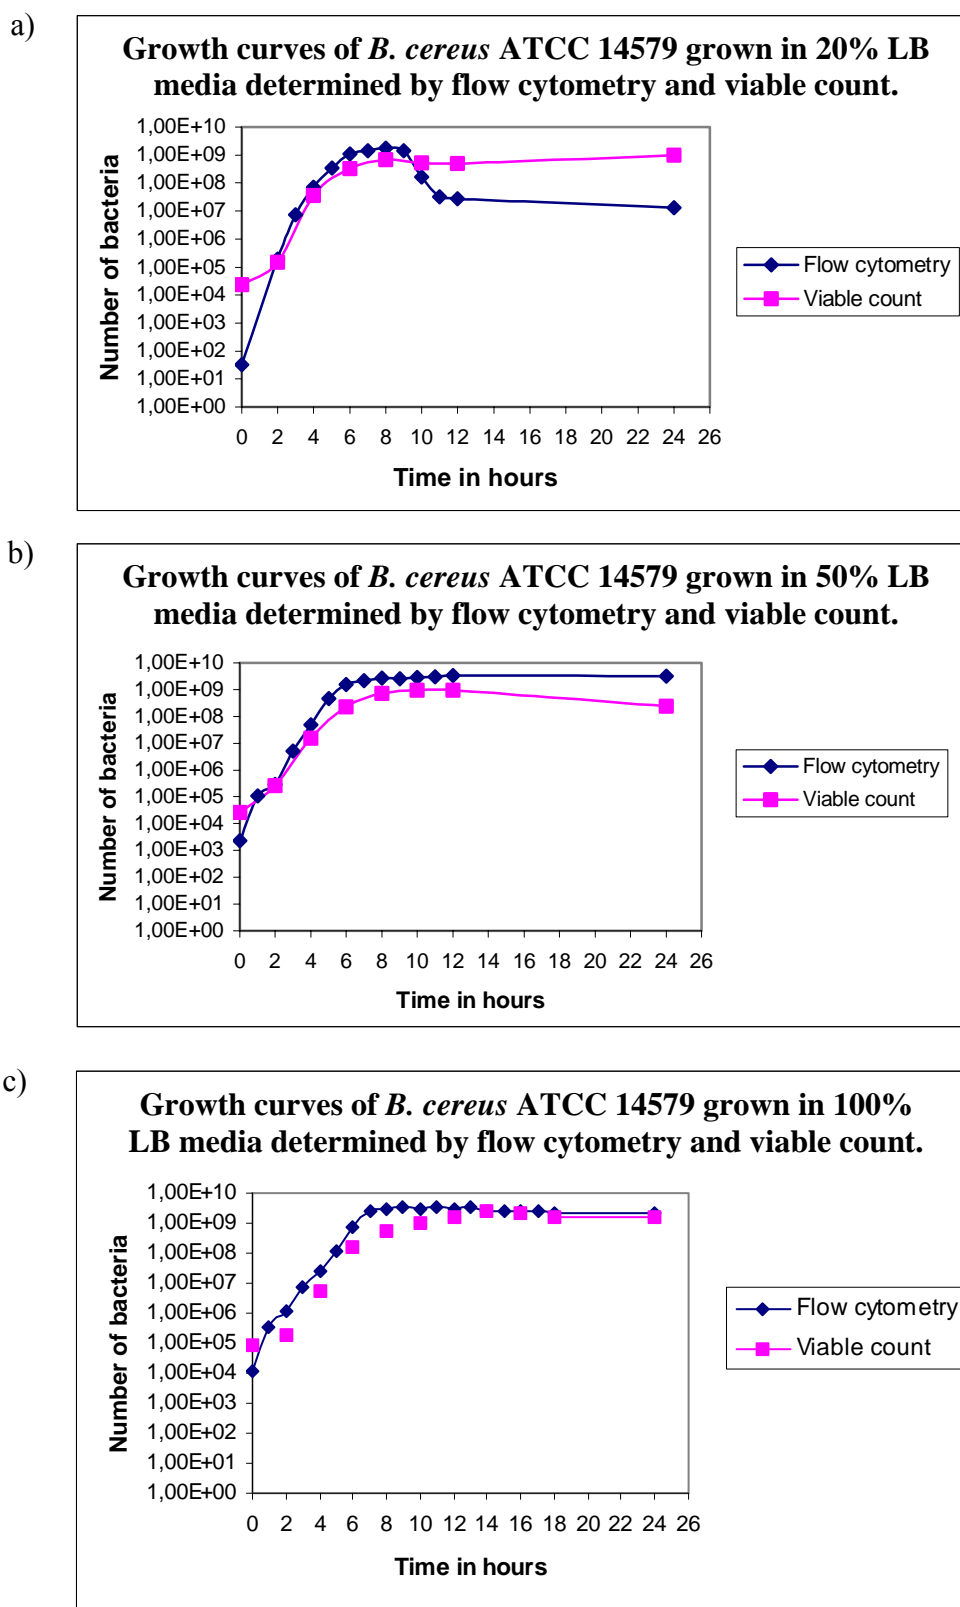 a)
Growth curves of B. cereus ATCC 14579 grown in 20% LB
media determined by flow cytometry and viable count.
1,00E+10
1,00E+09
1,00E+08
1,00E+07
1,00E+06
1,00E+05
1,00E+04
1,00E+03
1,00E+02
1,00E+01
1,00E+00
Number of bacteria
0 2 4 6 8 10 12 14 16 18 20 22 24 26
Time in hours
Flow cytometry
Viable count
b)
Growth curves of B. cereus ATCC 14579 grown in 50% LB
media determined by flow cytometry and viable count.
1,00E+10
1,00E+09
1,00E+08
1,00E+07
1,00E+06
1,00E+05
1,00E+04
1,00E+03
1,00E+02
1,00E+01
1,00E+00
Number of bacteria
0 2 4 6 8 10 12 14 16 18 20 22 24 26
Time in hours
Flow cytometry
Viable count
c)
Growth curves of B. cereus ATCC 14579 grown in 100%
LB media determined by flow cytometry and viable count.
1,00E+10
1,00E+09
1,00E+08
1,00E+07
1,00E+06
1,00E+05
1,00E+04
1,00E+03
1,00E+02
1,00E+01
1,00E+00
Number of bacteria
0 2 4 6 8 10 12 14 16 18 20 22 24 26
Time in hours
Flow cytometry
Viable count